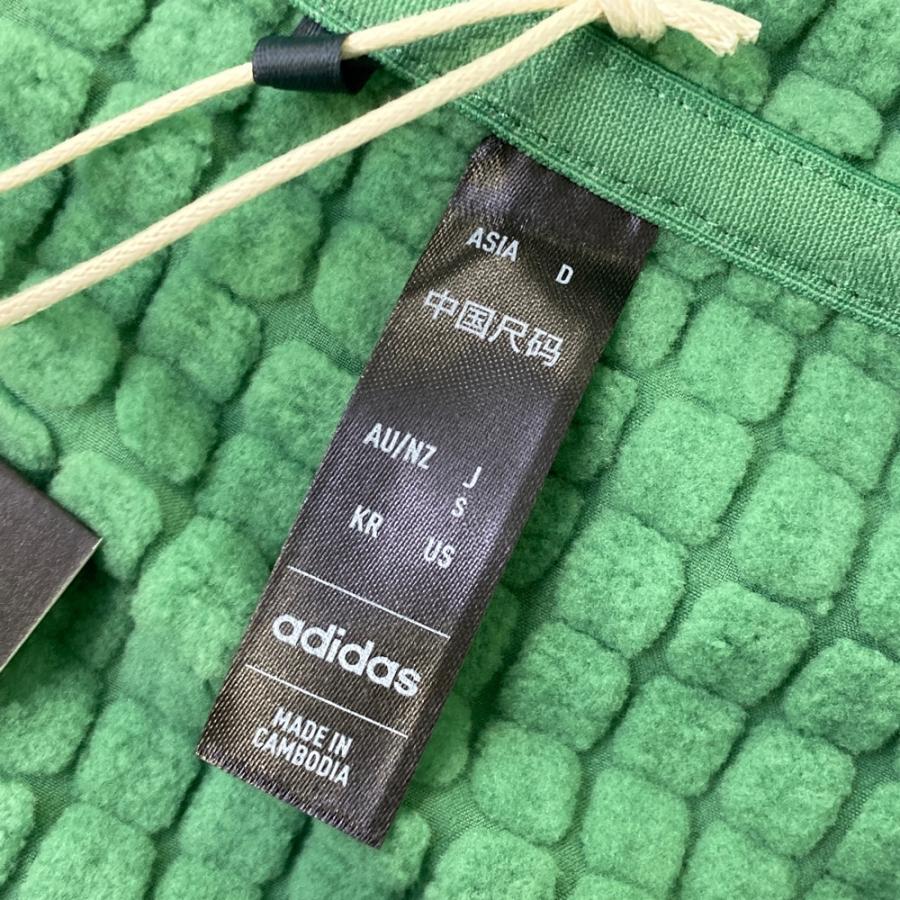 ASIA D
中国尺码
AU/NZ J
S
KR US
adidas
MADE IN
CAMBODIA